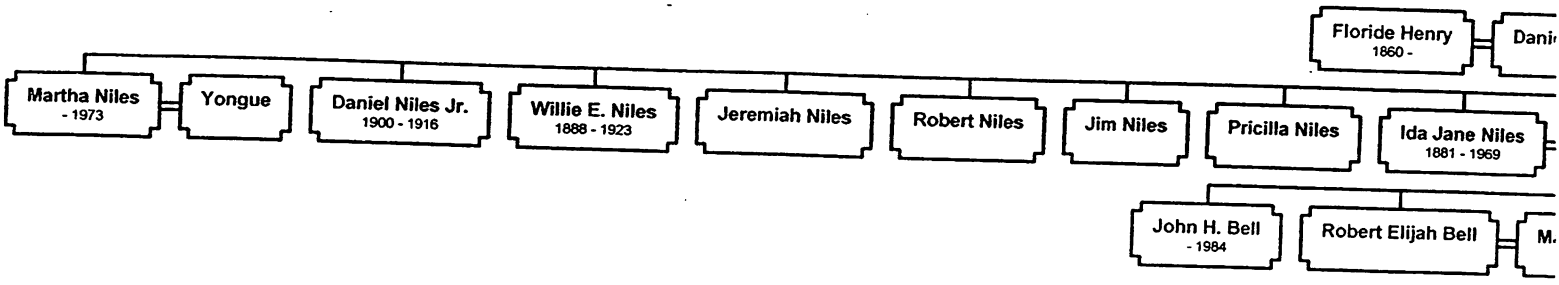 Floride Henry
1860 -
Martha Niles
- 1973
Yongue
Daniel Niles Jr.
1900 - 1916
Willie E. Niles
1888 - 1923
Jeremiah Niles
Robert Niles
Jim Niles
Pricilla Niles
Ida Jane Niles
1881 - 1969
John H. Bell
- 1984
Robert Elijah Bell